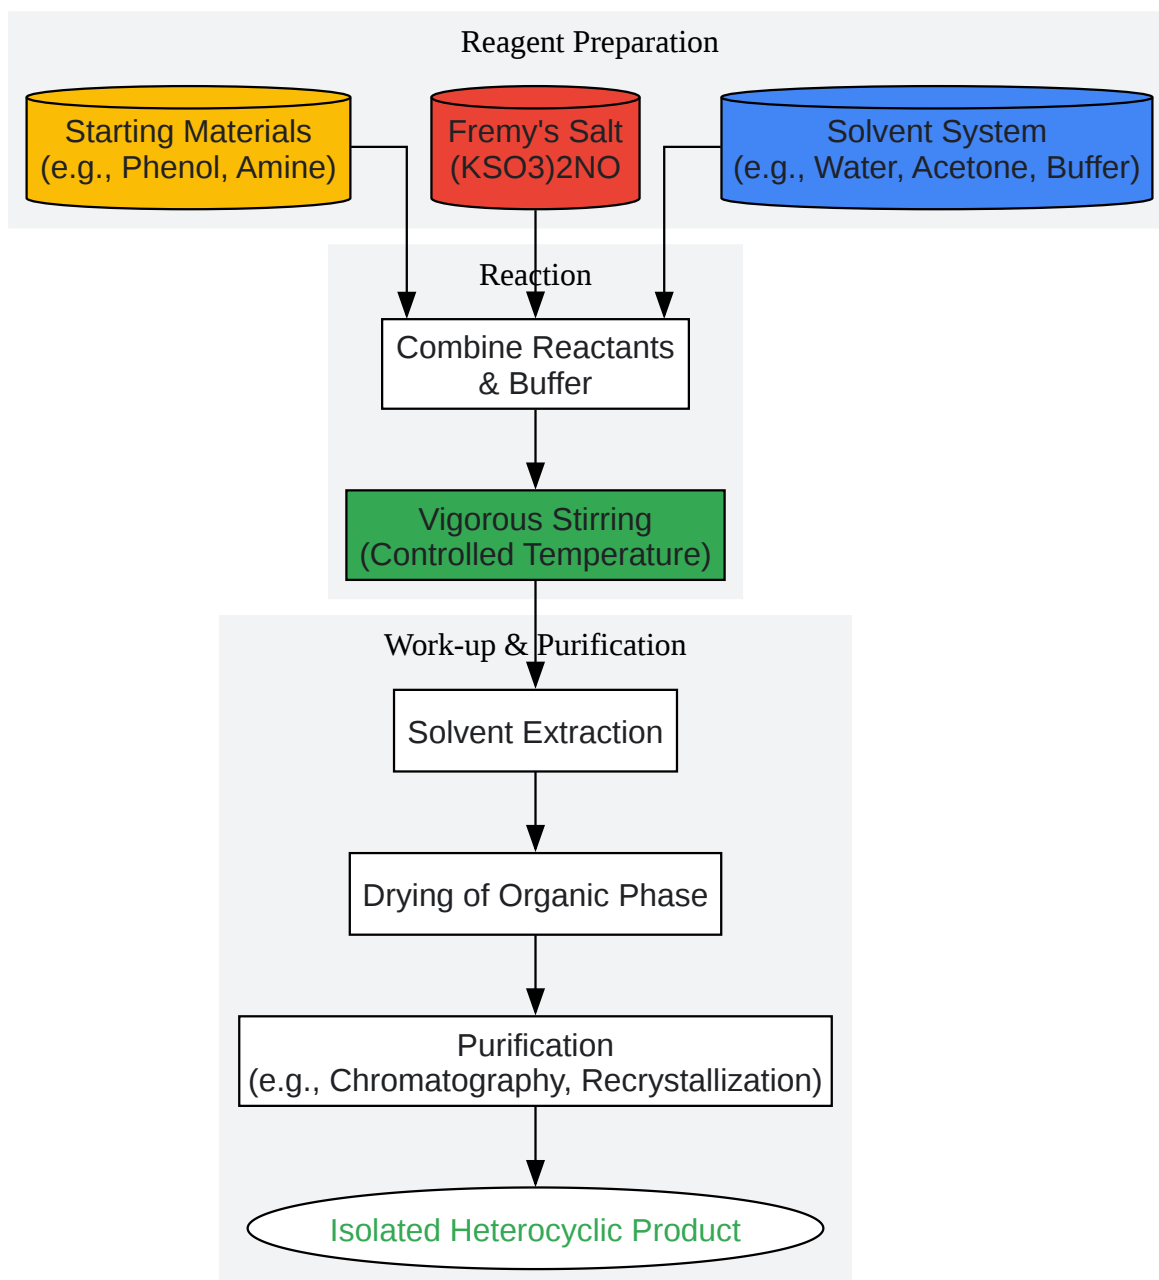 Reagent Preparation
Starting Materials
(e.g., Phenol, Amine)
Fremy's Salt
(KSO3)2NO
Solvent System
(e.g., Water, Acetone, Buffer)
Reaction
Combine Reactants
& Buffer
Vigorous Stirring
(Controlled Temperature)
Work-up & Purification
Solvent Extraction
Drying of Organic Phase
Purification
(e.g., Chromatography, Recrystallization)
Isolated Heterocyclic Product